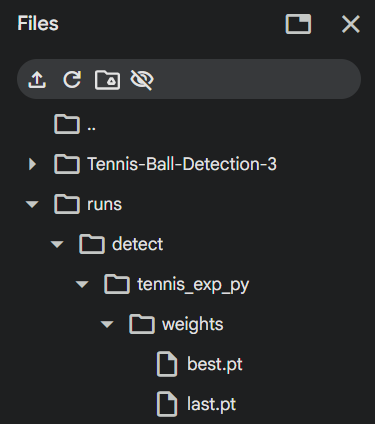 Files
..
Tennis-Ball-Detection-3
runs
detect
tennis_exp_py
weights
best.pt
last.pt